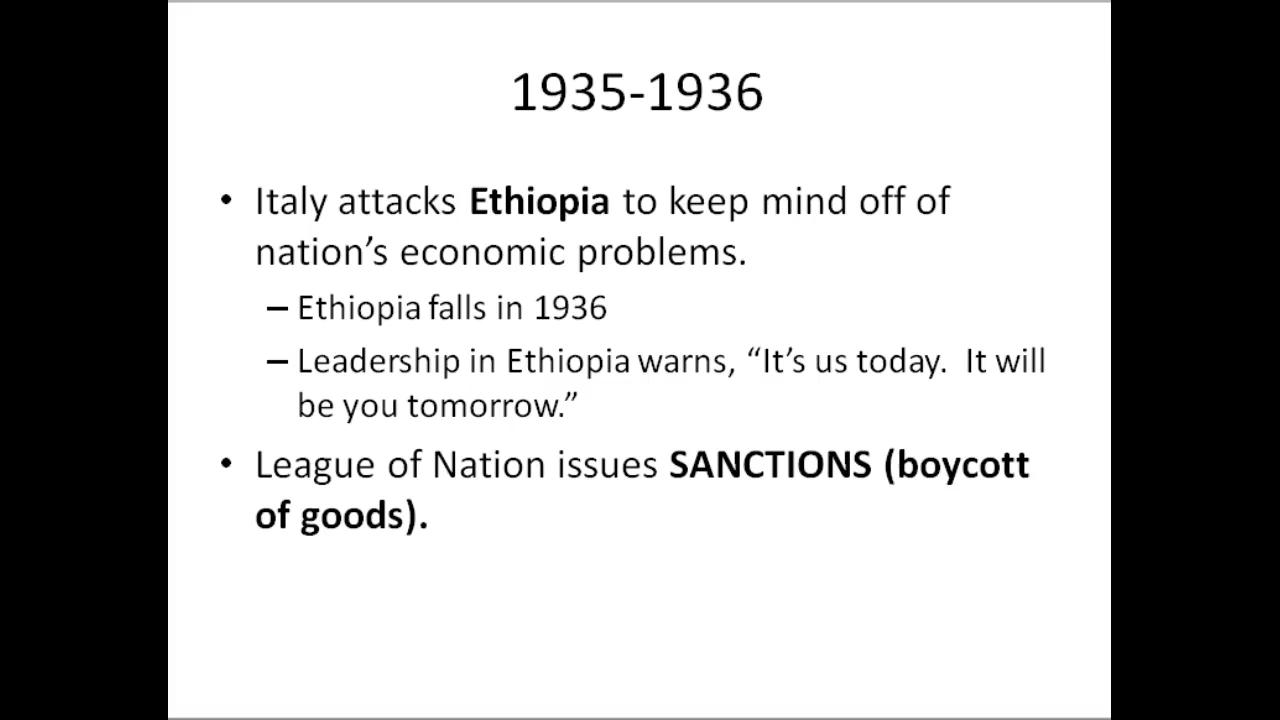 1935-1936
• Italy attacks Ethiopia to keep mind off of
nation’s economic problems.
– Ethiopia falls in 1936
– Leadership in Ethiopia warns, “It’s us today.  It will
be you tomorrow.”
• League of Nation issues SANCTIONS (boycott
of goods).